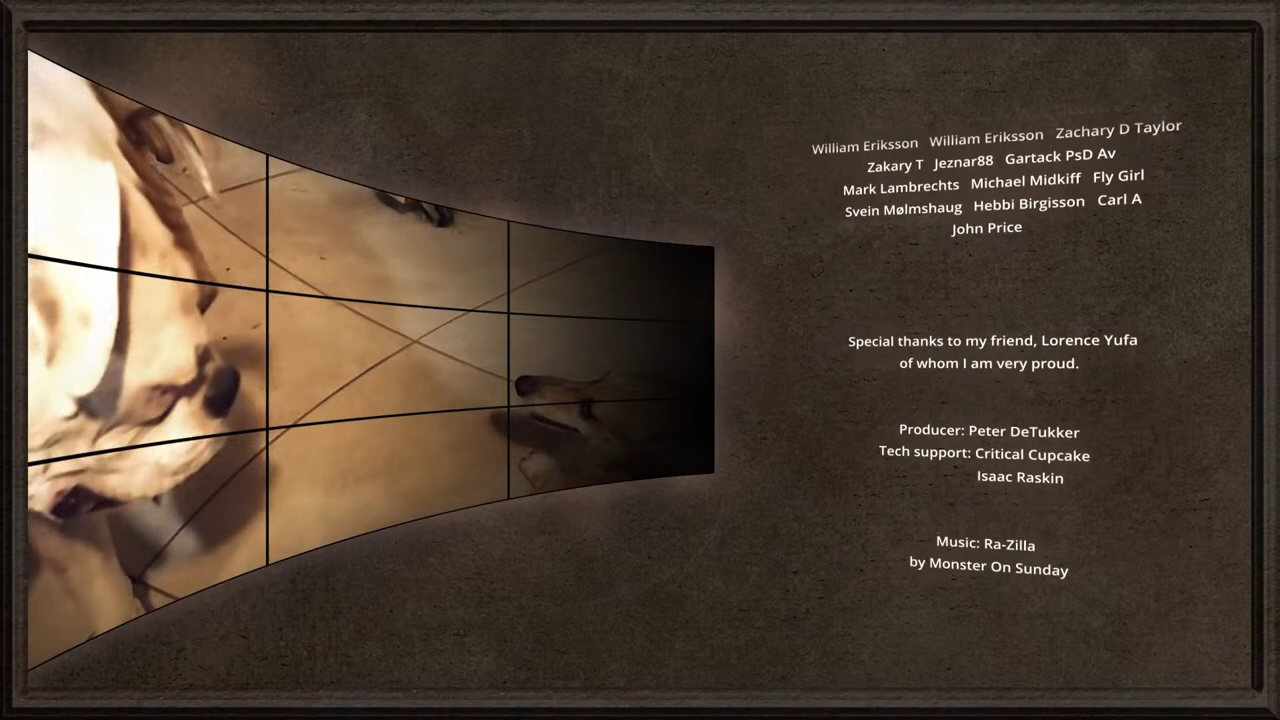 William Eriksson William Eriksson Zachary D Taylor
Zakary T Jeznar88 Gartack PsD Av
Mark Lambrechts Michael Midkiff Fly Girl
Svein Mølmshaug Hebbi Birgisson Carl A
John Price
Special thanks to my friend, Lorence Yufa
of whom I am very proud.
Producer: Peter DeTukker
Tech support: Critical Cupcake
Isaac Raskin
Music: Ra-Zilla
by Monster On Sunday